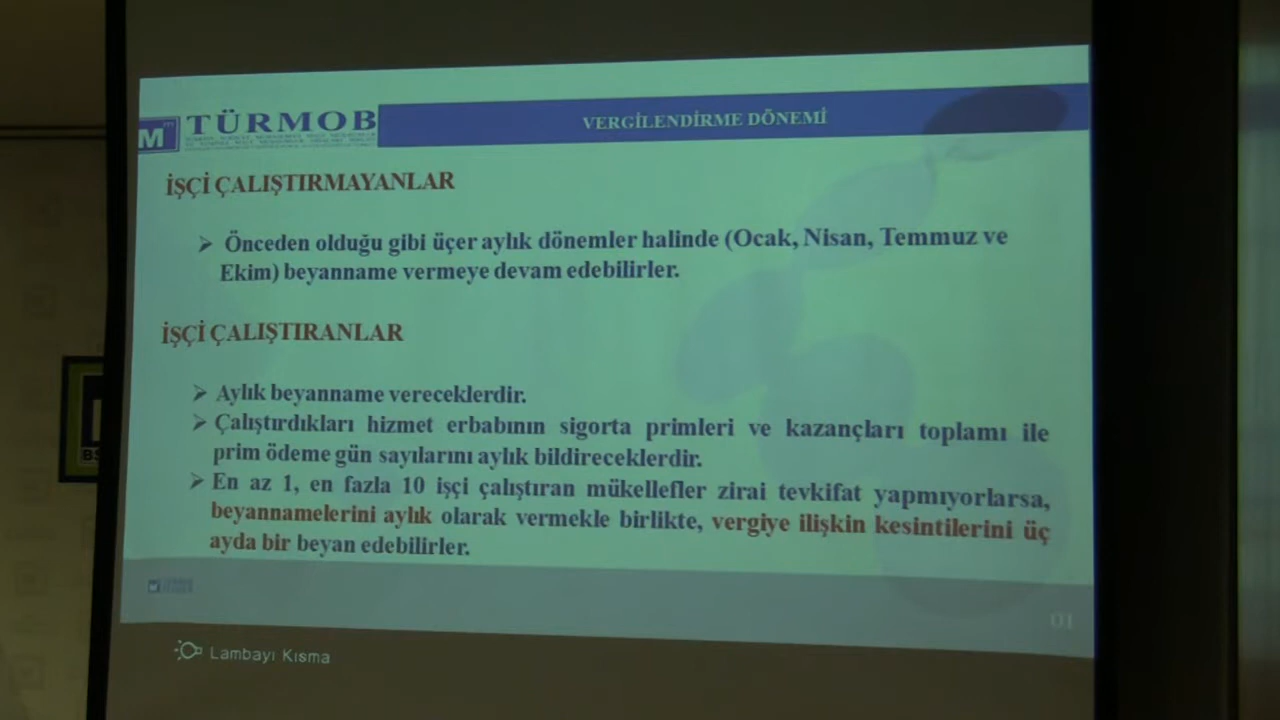 TÜRMOB
VERGİLENDİRME DÖNEMİ
İŞÇİ ÇALIŞTIRMAYANLAR
➢ Önceden olduğu gibi üçer aylık dönemler halinde (Ocak, Nisan, Temmuz ve
Ekim) beyanname vermeye devam edebilirler.
İŞÇİ ÇALIŞTIRANLAR
➢ Aylık beyanname vereceklerdir.
➢ Çalıştırdıkları hizmet erbabının sigorta primleri ve kazançları toplamı ile
prim ödeme gün sayılarını aylık bildireceklerdir.
➢ En az 1, en fazla 10 işçi çalıştıran mükellefler zirai tevkifat yapmıyorlarsa,
beyannamelerini aylık olarak vermekle birlikte, vergiye ilişkin kesintilerini üç
ayda bir beyan edebilirler.
Lambayı Kısma